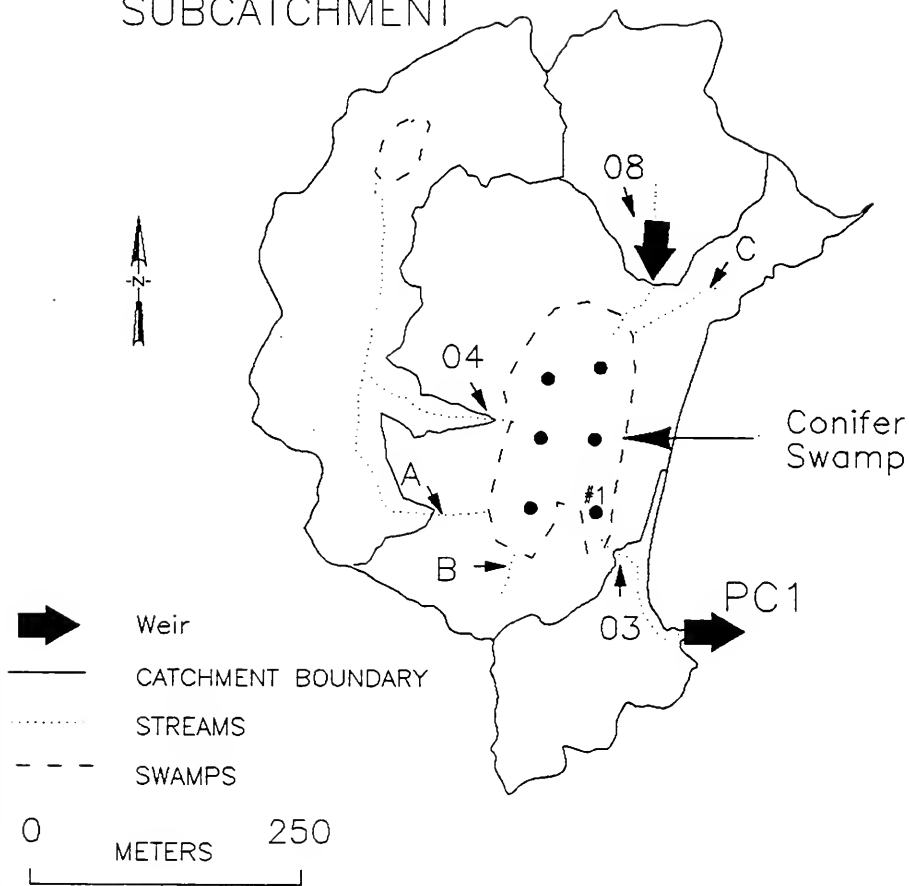 SUBCATCHMENT
08
C
-N-
04
Conifer
Swamp
A
#1
B
PC1
03
Weir
CATCHMENT BOUNDARY
STREAMS
SWAMPS
0 250
METERS